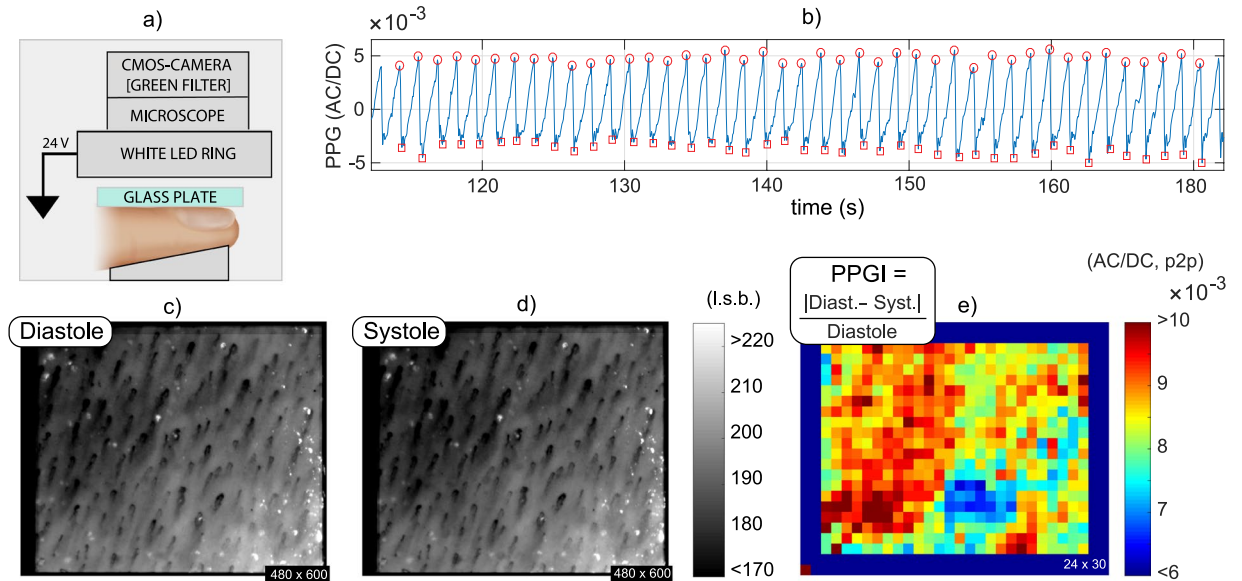 a)
CMOS-CAMERA
[GREEN FILTER]
MICROSCOPE
WHITE LED RING
24 V
GLASS PLATE
b)
×10⁻³
PPG (AC/DC)
5
0
-5
120
130
140
150
160
180
time (s)
c)
Diastole
480 x 600
d)
Systole
480 x 600
(l.s.b.)
>220
210
200
190
180
<170
e)
PPGI =
|Diast.- Syst.|
Diastole
24 x 30
(AC/DC, p2p)
×10⁻³
>10
9
8
7
<6